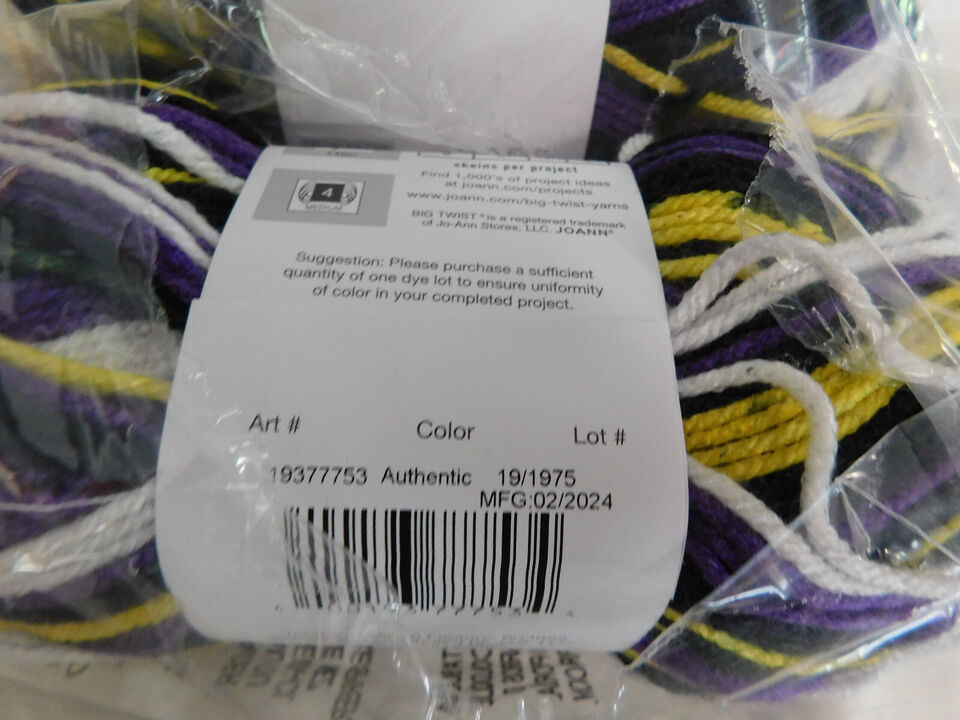 skeins per project
Find 1,000's of project ideas
at joann.com/projects
www.joann.com/big-twist-yarns
4
MEDIUM
BIG TWIST® is a registered trademark
of Jo-Ann Stores, LLC. JOANN®
Suggestion: Please purchase a sufficient
quantity of one dye lot to ensure uniformity
of color in your completed project.
Art # Color Lot #
19377753 Authentic 19/1975
MFG:02/2024